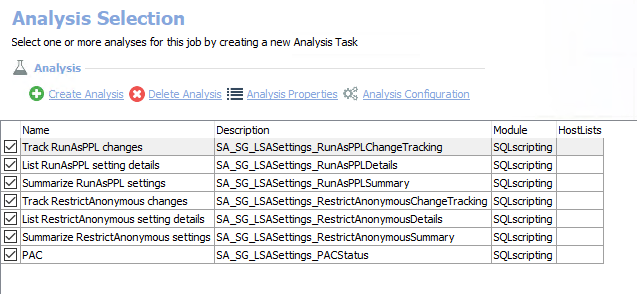 Analysis Selection
Select one or more analyses for this job by creating a new Analysis Task
Analysis
Create Analysis Delete Analysis Analysis Properties Analysis Configuration
Name Description Module HostLists
Track RunAsPPL changes SA_SG_LSASettings_RunAsPPLChangeTracking SQLscripting
List RunAsPPL setting details SA_SG_LSASettings_RunAsPPLDetails SQLscripting
Summarize RunAsPPL settings SA_SG_LSASettings_RunAsPPLSummary SQLscripting
Track RestrictAnonymous changes SA_SG_LSASettings_RestrictAnonymousChangeTracking SQLscripting
List RestrictAnonymous setting details SA_SG_LSASettings_RestrictAnonymousDetails SQLscripting
Summarize RestrictAnonymous settings SA_SG_LSASettings_RestrictAnonymousSummary SQLscripting
PAC SA_SG_LSASettings_PACStatus SQLscripting